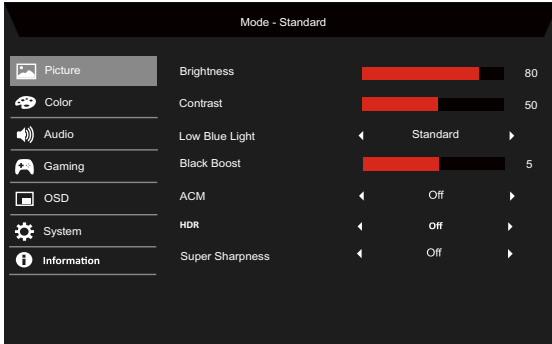 Mode - Standard
Picture
Brightness 80
Color
Contrast 50
Audio
Low Blue Light Standard
Gaming
Black Boost 5
OSD
ACM Off
System
HDR Off
Information
Super Sharpness Off